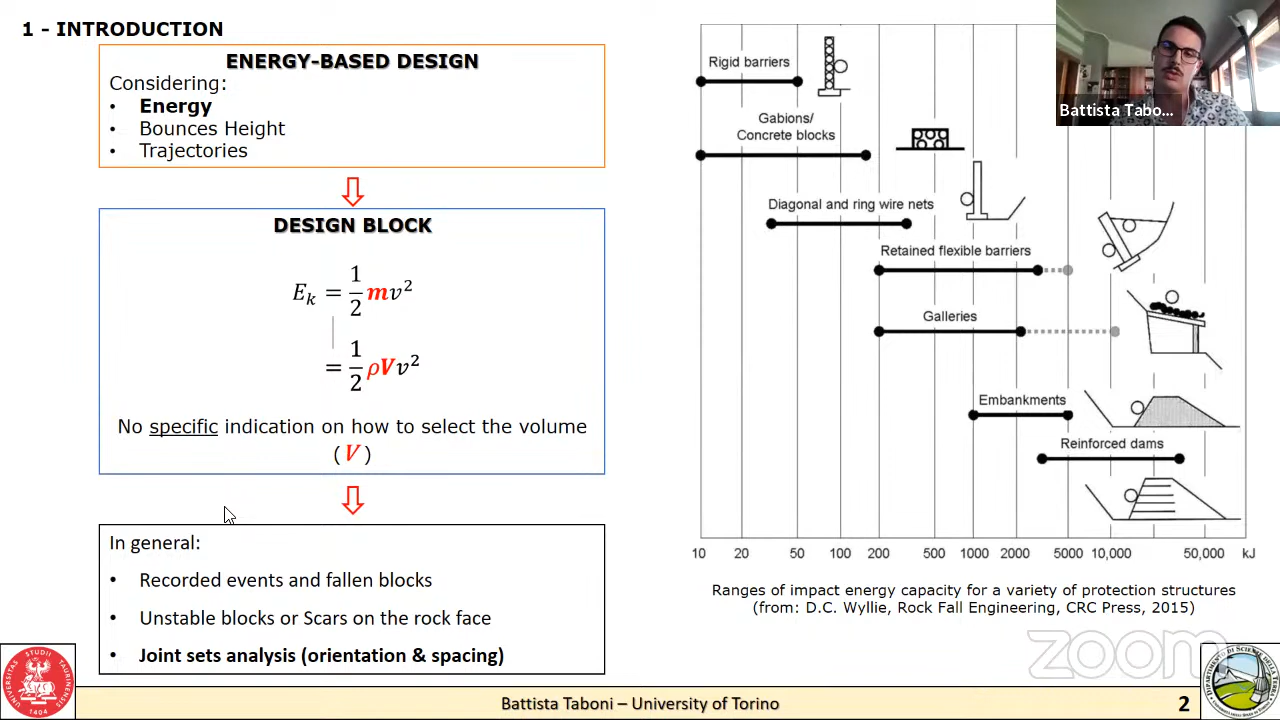 1 - INTRODUCTION
ENERGY-BASED DESIGN
Considering:
• Energy
• Bounces Height
• Trajectories
DESIGN BLOCK
E_k = 1/2 mv²
= 1/2 ρVv²
No specific indication on how to select the volume
( V )
In general:
• Recorded events and fallen blocks
• Unstable blocks or Scars on the rock face
• Joint sets analysis (orientation & spacing)
Rigid barriers
Gabions/
Concrete blocks
Diagonal and ring wire nets
Retained flexible barriers
Galleries
Embankments
Reinforced dams
10 20 50 100 200 500 1000 2000 5000 10,000 50,000 kJ
Ranges of impact energy capacity for a variety of protection structures
(from: D.C. Wyllie, Rock Fall Engineering, CRC Press, 2015)
Battista Tabo...
zoom
UNIVERSITAS STUDII TAURINENSIS
1404
Battista Taboni – University of Torino
2